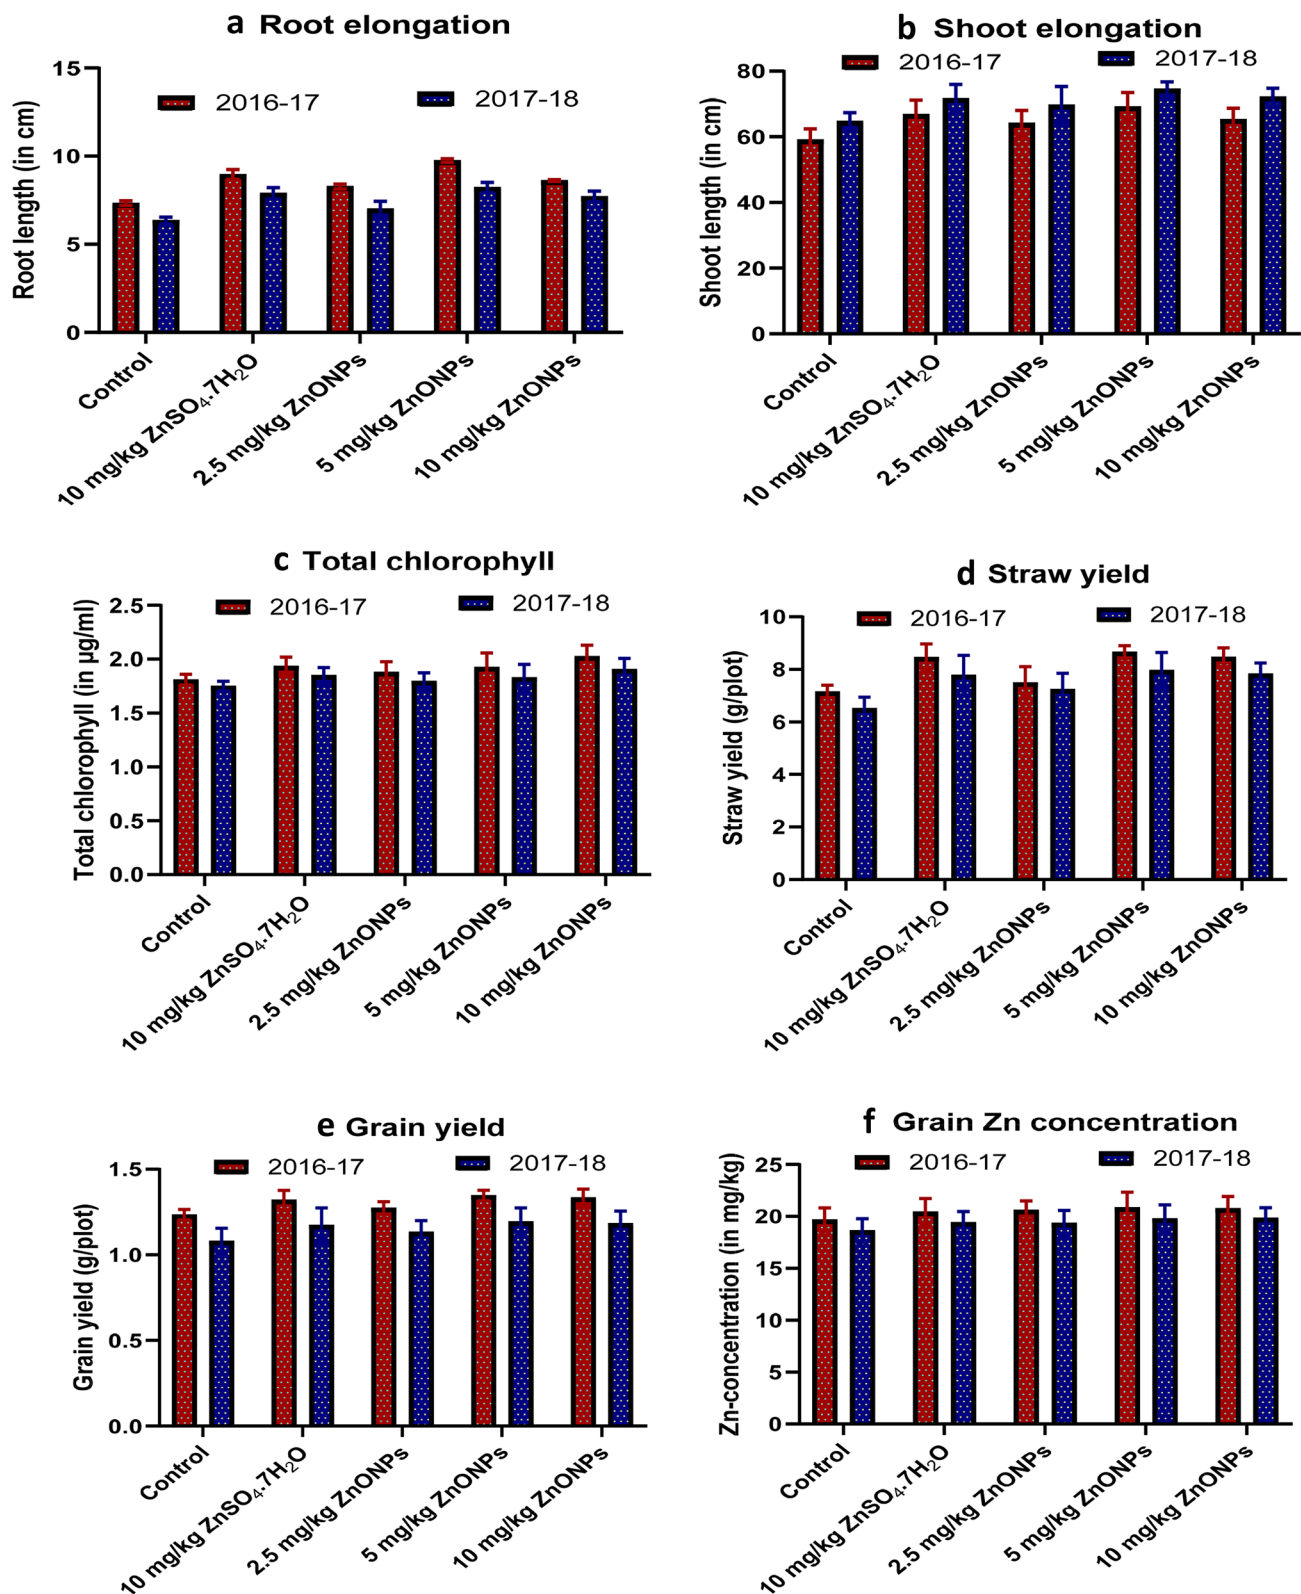 a Root elongation
2016-17
2017-18
Root length (in cm)
15
10
5
0
Control
10 mg/kg ZnSO₄.7H₂O
2.5 mg/kg ZnONPs
5 mg/kg ZnONPs
10 mg/kg ZnONPs
b Shoot elongation
2016-17
2017-18
Shoot length (in cm)
80
60
40
20
0
Control
10 mg/kg ZnSO₄.7H₂O
2.5 mg/kg ZnONPs
5 mg/kg ZnONPs
10 mg/kg ZnONPs
c Total chlorophyll
2016-17
2017-18
Total chlorophyll (in µg/ml)
2.5
2.0
1.5
1.0
0.5
0.0
Control
10 mg/kg ZnSO₄.7H₂O
2.5 mg/kg ZnONPs
5 mg/kg ZnONPs
10 mg/kg ZnONPs
d Straw yield
2016-17
2017-18
Straw yield (g/plot)
10
8
6
4
2
0
Control
10 mg/kg ZnSO₄.7H₂O
2.5 mg/kg ZnONPs
5 mg/kg ZnONPs
10 mg/kg ZnONPs
e Grain yield
2016-17
2017-18
Grain yield (g/plot)
1.5
1.0
0.5
0.0
Control
10 mg/kg ZnSO₄.7H₂O
2.5 mg/kg ZnONPs
5 mg/kg ZnONPs
10 mg/kg ZnONPs
f Grain Zn concentration
2016-17
2017-18
Zn-concentration (in mg/kg)
25
20
15
10
5
0
Control
10 mg/kg ZnSO₄.7H₂O
2.5 mg/kg ZnONPs
5 mg/kg ZnONPs
10 mg/kg ZnONPs